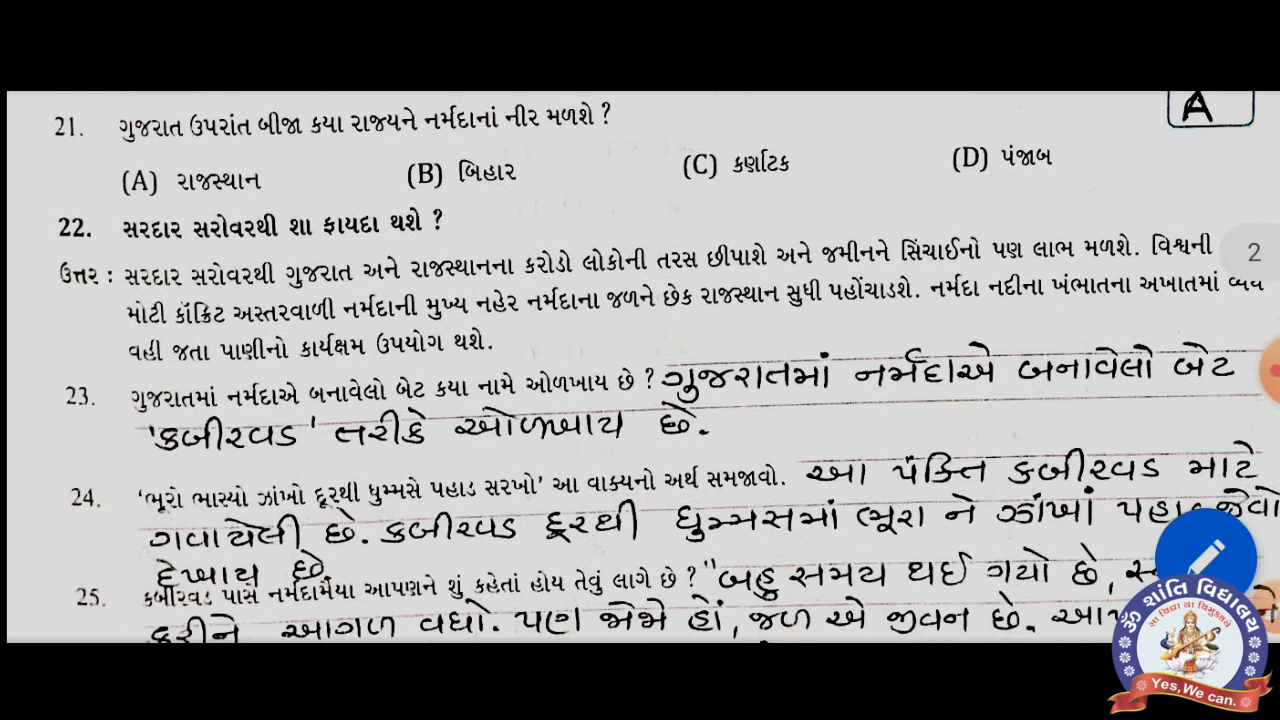 A
21. ગુજરાત ઉપરાંત બીજા કયા રાજ્યને નર્મદાનાં નીર મળશે ?
(A) રાજસ્થાન (B) બિહાર (C) કર્ણાટક (D) પંજાબ
22. સરદાર સરોવરથી શા ફાયદા થશે ?
ઉત્તર : સરદાર સરોવરથી ગુજરાત અને રાજસ્થાનના કરોડો લોકોની તરસ છીપાશે અને જમીનને સિંચાઈનો પણ લાભ મળશે. વિશ્વની
મોટી કૉંક્રિટ અસ્તરવાળી નર્મદાની મુખ્ય નહેર નર્મદાના જળને છેક રાજસ્થાન સુધી પહોંચાડશે. નર્મદા નદીના ખંભાતના અખાતમાં
વહી જતા પાણીનો કાર્યક્ષમ ઉપયોગ થશે.
23. ગુજરાતમાં નર્મદાએ બનાવેલો બેટ કયા નામે ઓળખાય છે ? ગુજરાતમાં નર્મદાએ બનાવેલો બેટ
'કબીરવડ' તરીકે ઓળખાય છે.
24. 'ભૂરો ભાસ્યો ઝાંખો દૂરથી ધુમ્મસે પહાડ સરખો' આ વાક્યનો અર્થ સમજાવો. આ પંક્તિ કબીરવડ માટે
ગવાયેલી છે. કબીરવડ દૂરથી ધુમ્મસમાં ભૂરા ને ઝાંખાં જેવો
દેખાય છે
25. કબીરવડ પાસે નર્મદામૈયા આપણને શું કહેતાં હોય તેવું લાગે છે ? "બહુ સમય થઈ ગયો છે,
કરીને આગળ વધો. પણ જોજે હોં, જળ એ જીવન છે.
2
ૐ શાંતિ વિદ્યાલય
સા વિદ્યા યા વિમુક્તયે
Yes, We can.